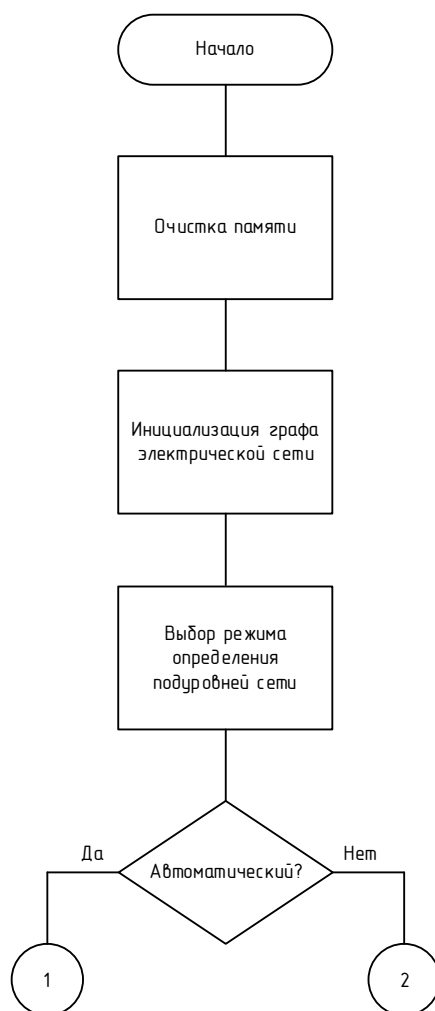 Начало
Очистка памяти
Инициализация графа
электрической сети
Выбор режима
определения
подуровней сети
Да
Автоматический?
Нет
1
2